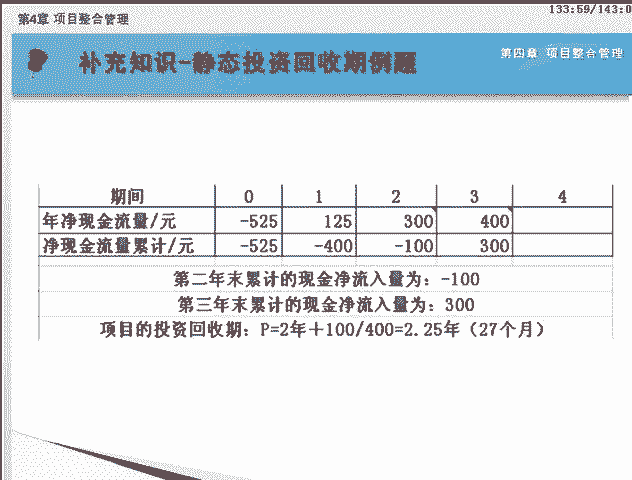 133:59/143:0
第4章 项目整合管理
补充知识-静态投资回收期例题
第四章 项目整合管理
期间 0 1 2 3 4
年净现金流量/元 -525 125 300 400
净现金流量累计/元 -525 -400 -100 300
第二年末累计的现金净流入量为：-100
第三年末累计的现金净流入量为：300
项目的投资回收期：P=2年＋100/400=2.25年（27个月）